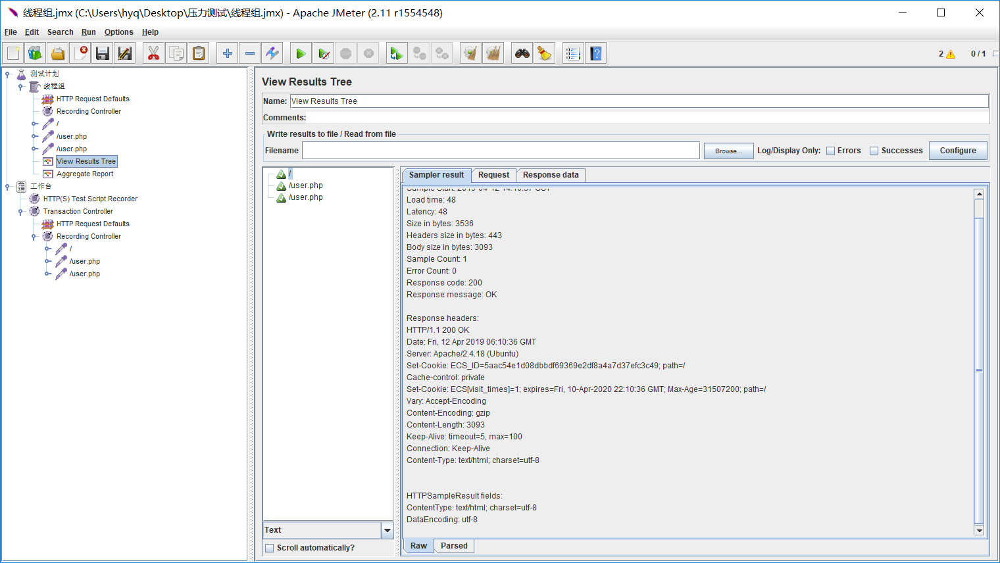 线程组.jmx (C:\Users\hyq\Desktop\压力测试\线程组.jmx) - Apache JMeter (2.11 r1554548)
File Edit Search Run Options Help
2 0 / 1
测试计划
线程组
HTTP Request Defaults
Recording Controller
/
/user.php
/user.php
View Results Tree
Aggregate Report
工作台
HTTP(S) Test Script Recorder
Transaction Controller
HTTP Request Defaults
Recording Controller
/
/user.php
/user.php
View Results Tree
Name: View Results Tree
Comments:
Write results to file / Read from file
Filename Browse... Log/Display Only: Errors Successes Configure
/
/user.php
/user.php
Text
Scroll automatically?
Sampler result Request Response data
Sample Start: 2019-04-12 14:10:37 CST
Load time: 48
Latency: 48
Size in bytes: 3536
Headers size in bytes: 443
Body size in bytes: 3093
Sample Count: 1
Error Count: 0
Response code: 200
Response message: OK
Response headers:
HTTP/1.1 200 OK
Date: Fri, 12 Apr 2019 06:10:36 GMT
Server: Apache/2.4.18 (Ubuntu)
Set-Cookie: ECS_ID=5aac54e1d08dbbdf69369e2df8a4a7d37efc3c49; path=/
Cache-control: private
Set-Cookie: ECS[visit_times]=1; expires=Fri, 10-Apr-2020 22:10:36 GMT; Max-Age=31507200; path=/
Vary: Accept-Encoding
Content-Encoding: gzip
Content-Length: 3093
Keep-Alive: timeout=5, max=100
Connection: Keep-Alive
Content-Type: text/html; charset=utf-8
HTTPSampleResult fields:
ContentType: text/html; charset=utf-8
DataEncoding: utf-8
Raw Parsed